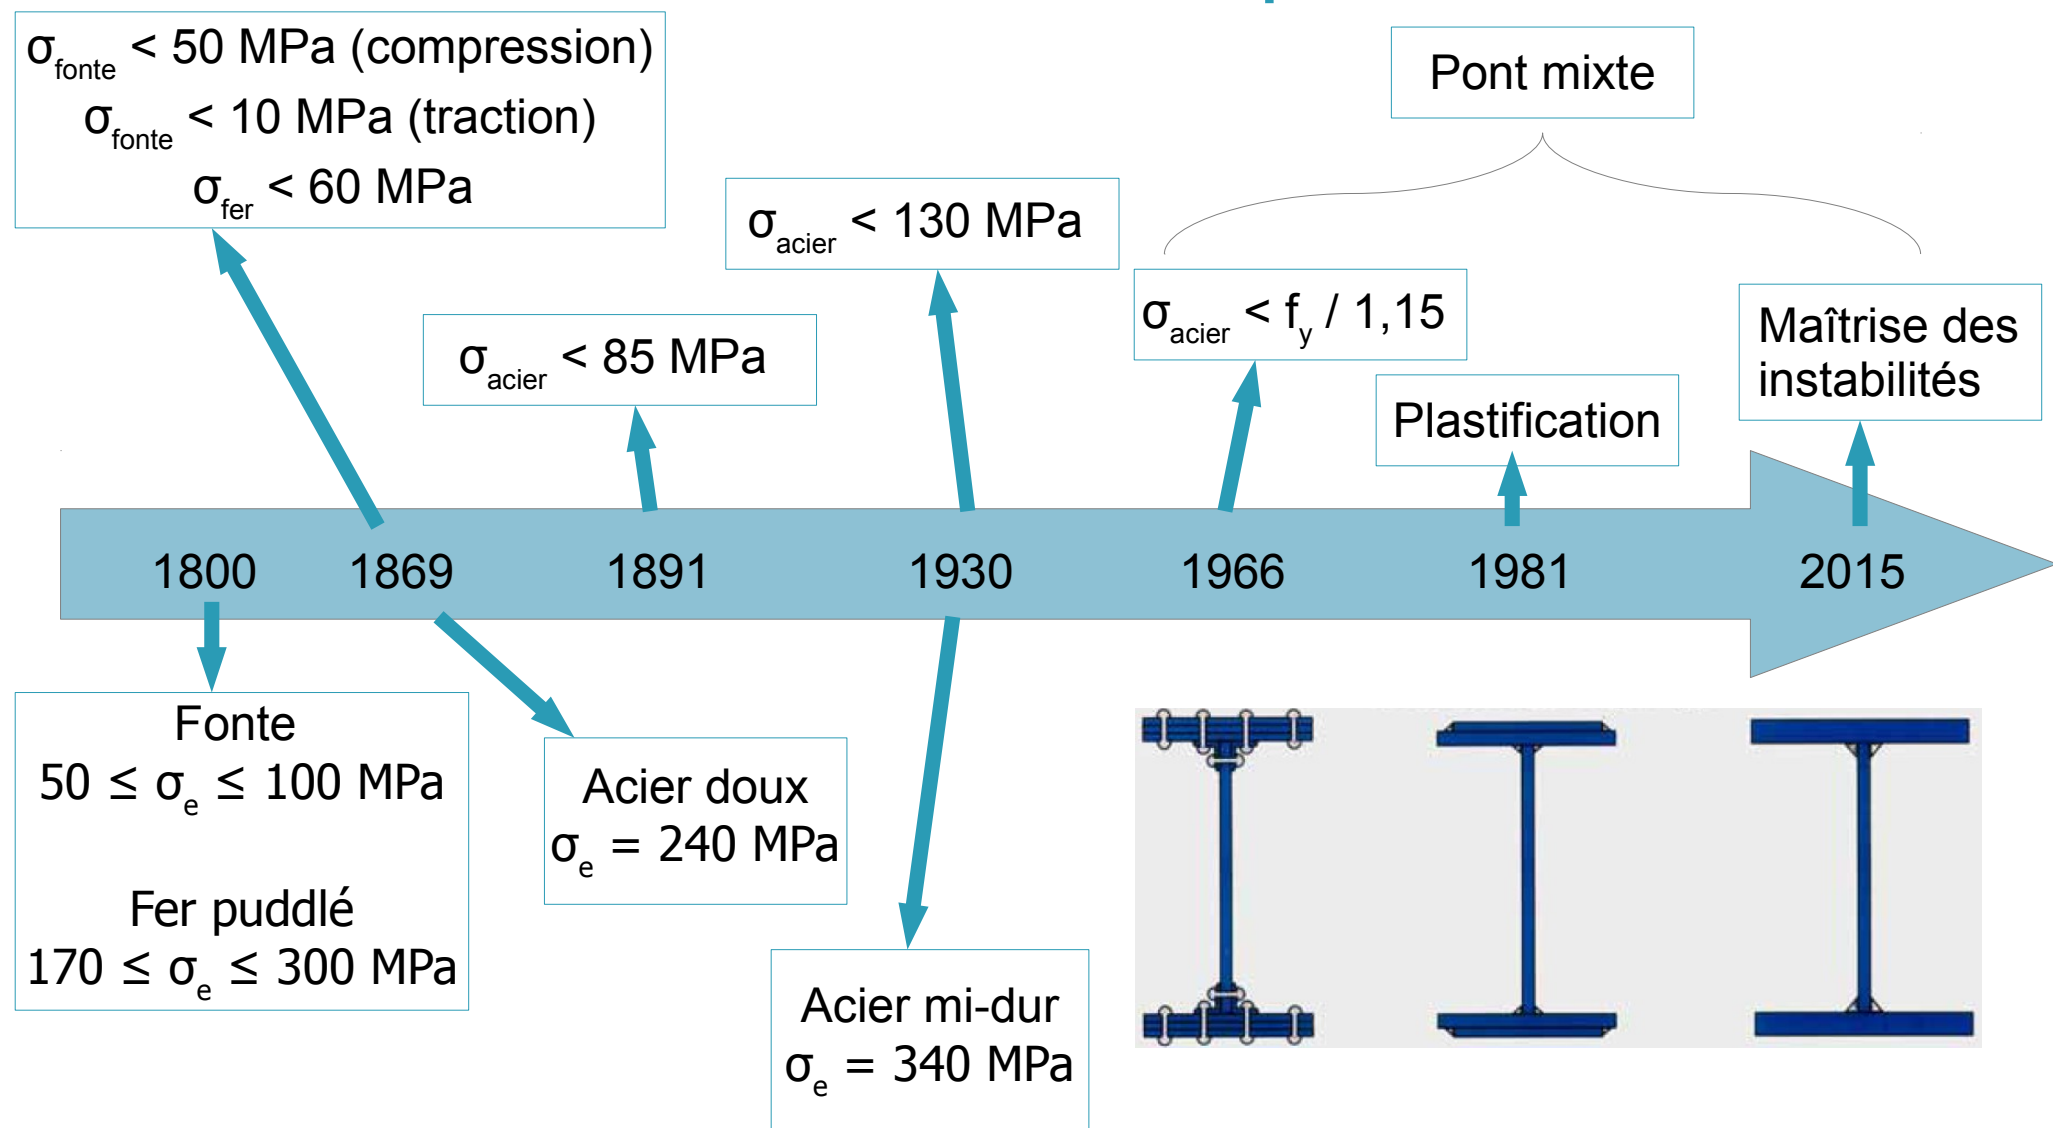 σfonte < 50 MPa (compression)
σfonte < 10 MPa (traction)
σfer < 60 MPa
Pont mixte
σacier < 130 MPa
σacier < 85 MPa
σacier < fy / 1,15
Plastification
Maîtrise des
instabilités
1800 1869 1891 1930 1966 1981 2015
Fonte
50 ≤ σe ≤ 100 MPa
Fer puddlé
170 ≤ σe ≤ 300 MPa
Acier doux
σe = 240 MPa
Acier mi-dur
σe = 340 MPa